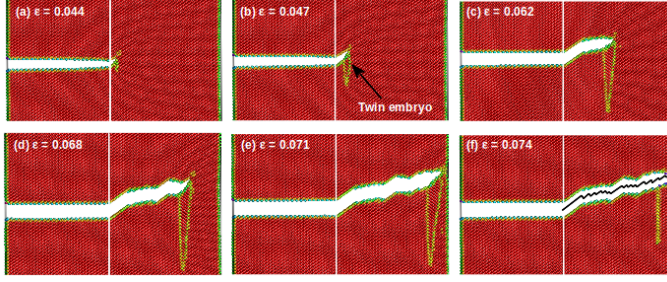 (a) ε = 0.044
(b) ε = 0.047
(c) ε = 0.062
Twin embryo
(d) ε = 0.068
(e) ε = 0.071
(f) ε = 0.074